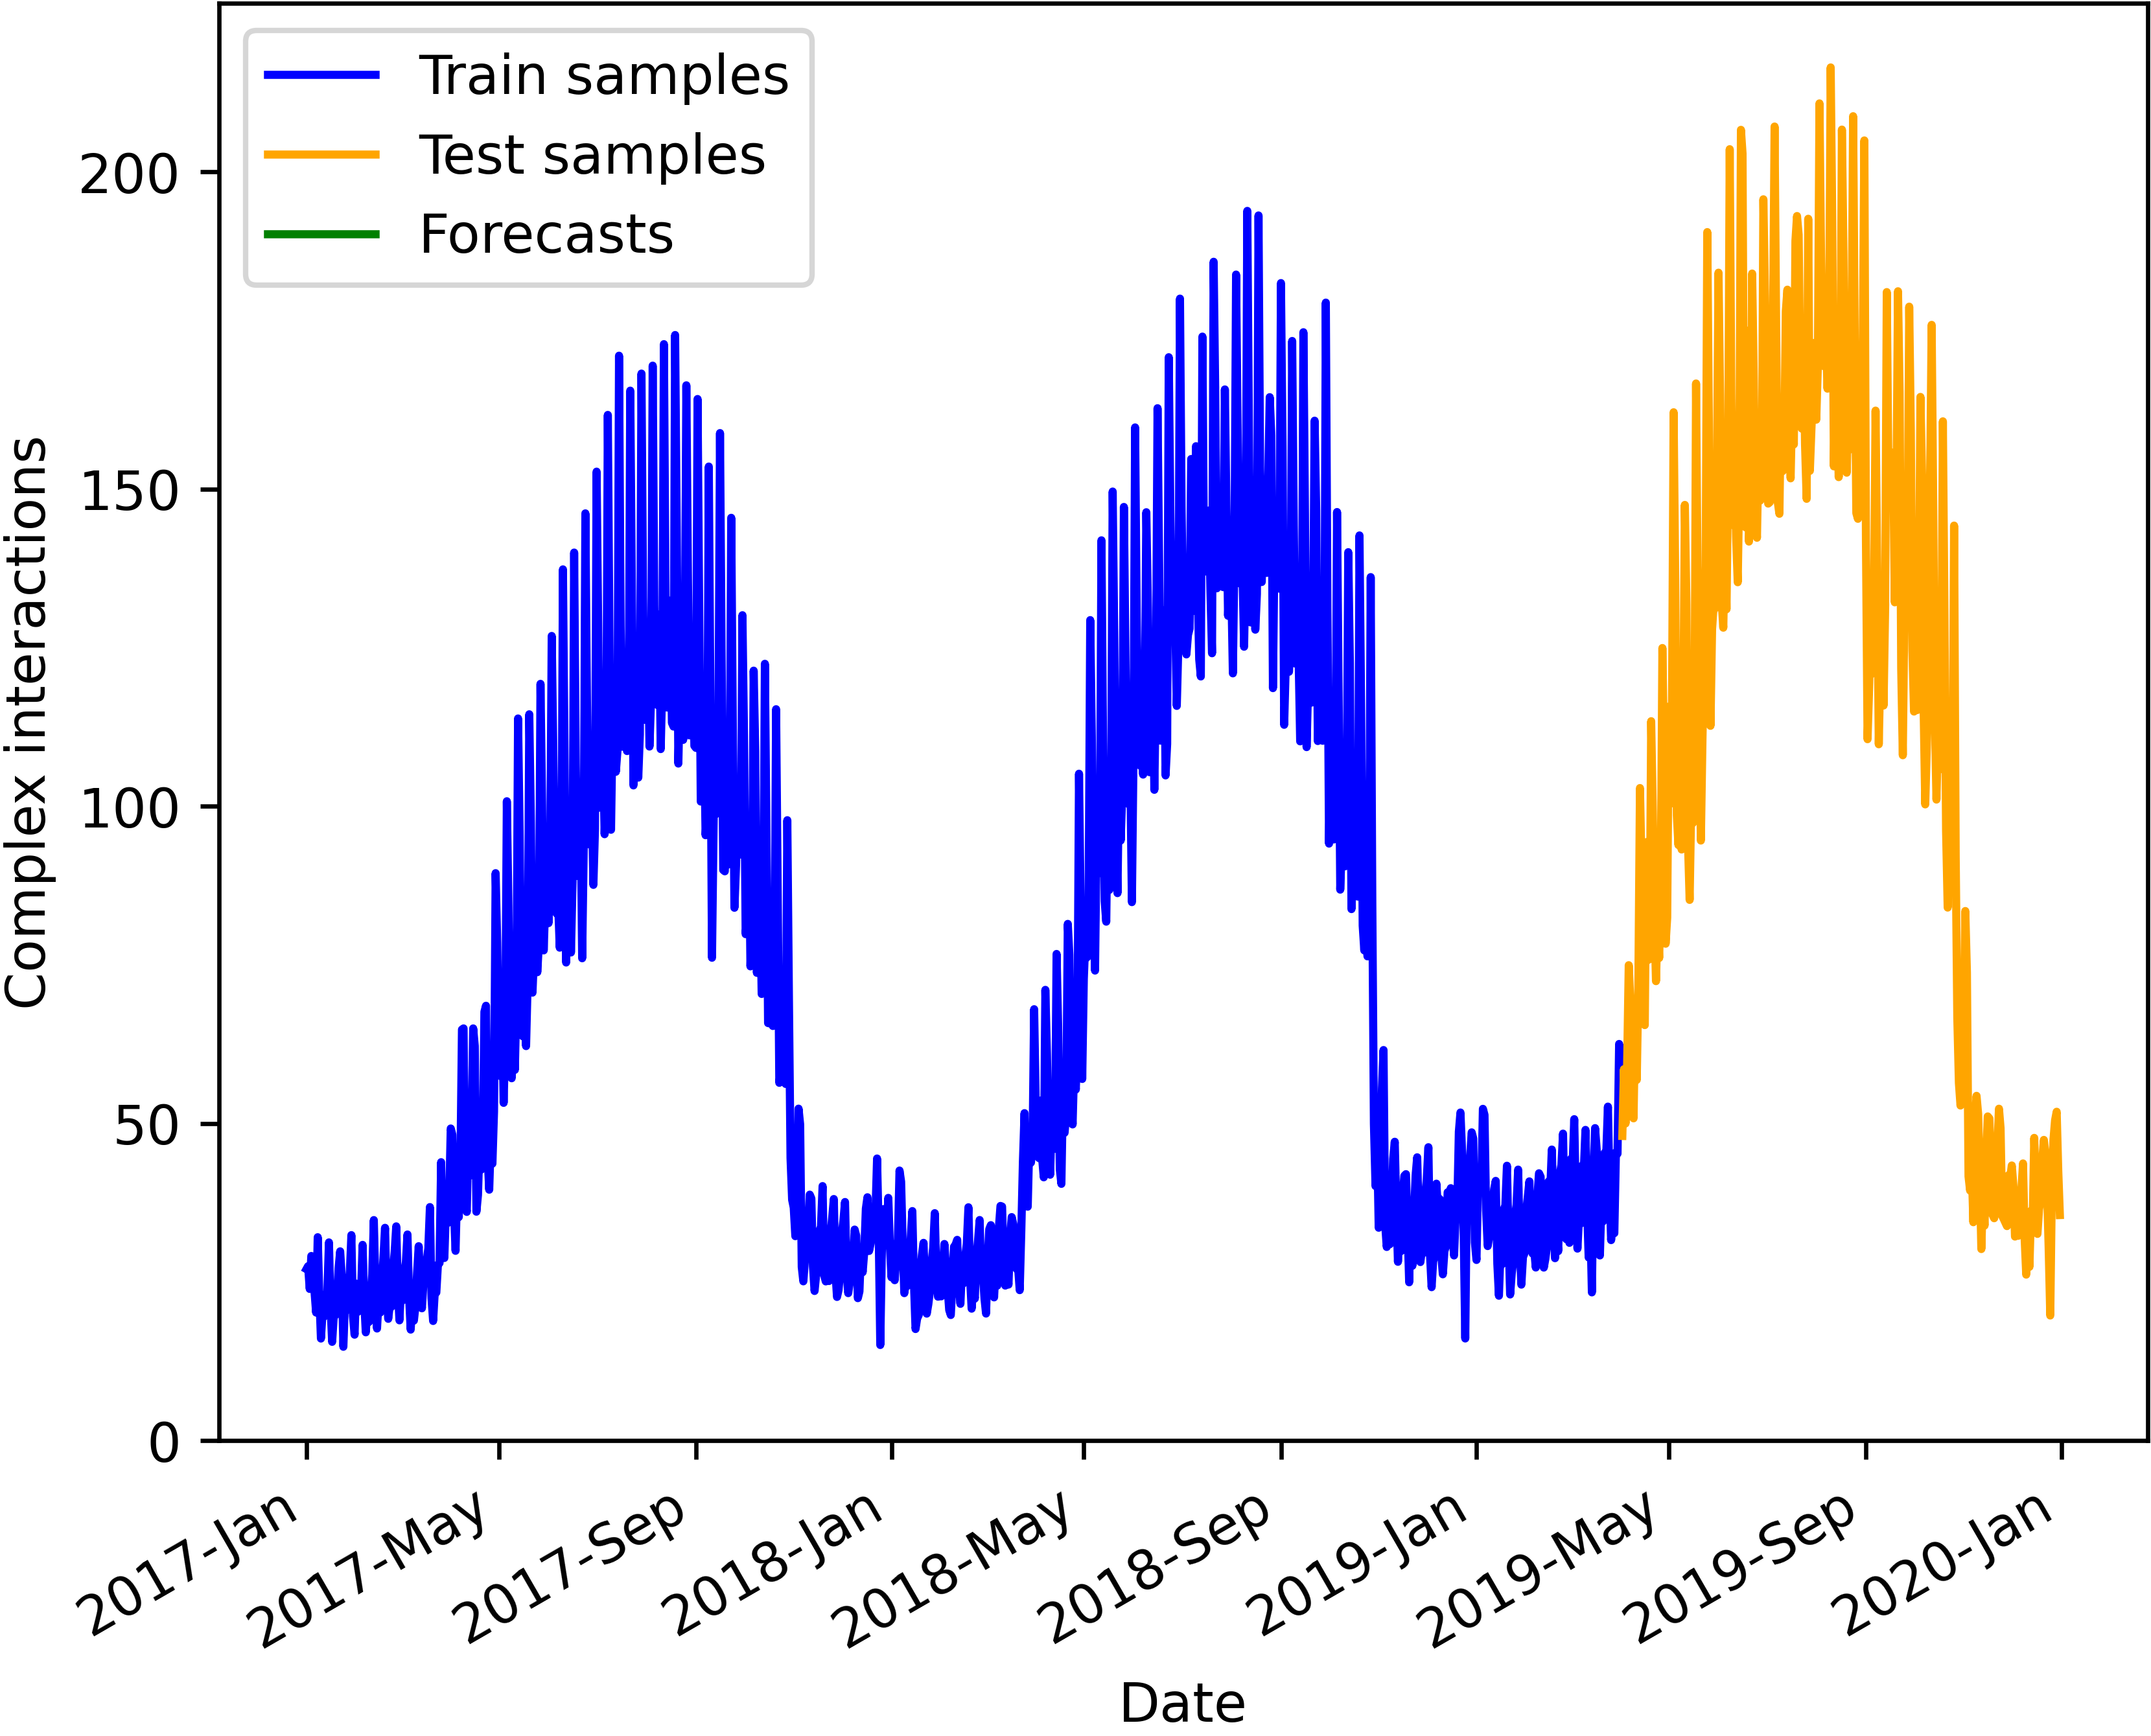 Train samples
Test samples
Forecasts
200
150
100
50
0
Complex interactions
2017-Jan
2017-May
2017-Sep
2018-Jan
2018-May
2018-Sep
2019-Jan
2019-May
2019-Sep
2020-Jan
Date